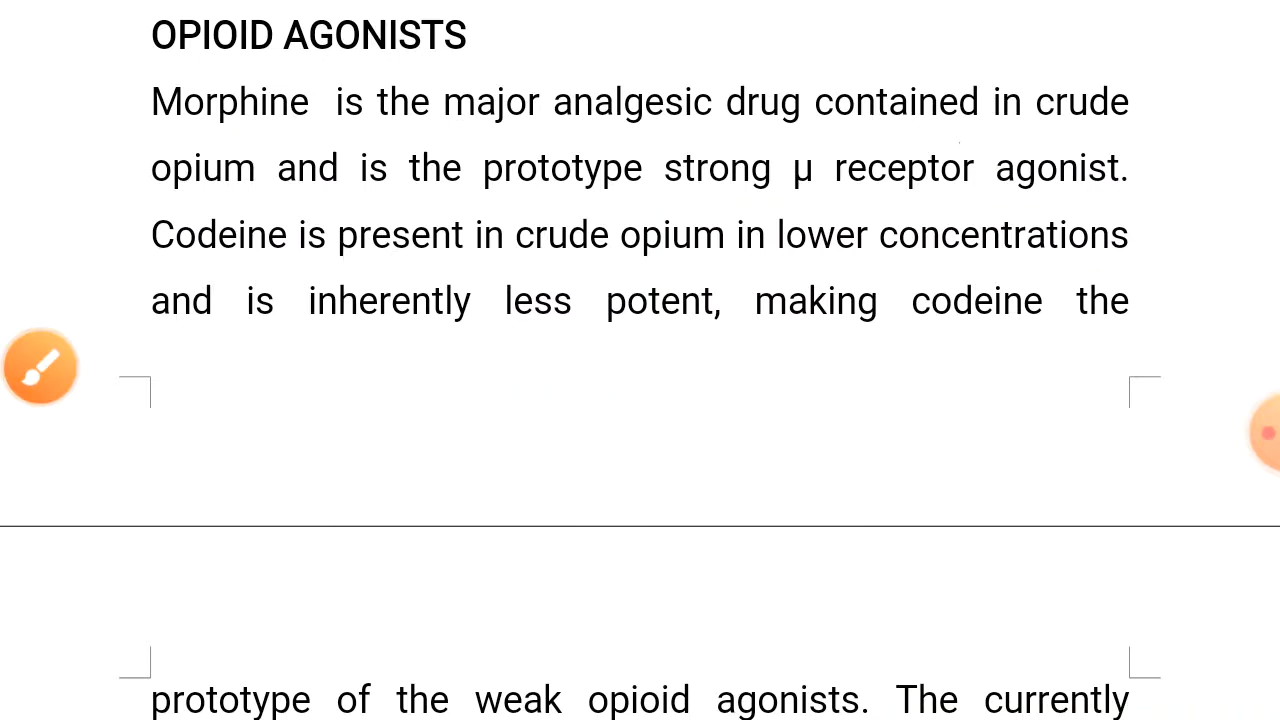 OPIOID AGONISTS
Morphine is the major analgesic drug contained in crude
opium and is the prototype strong μ receptor agonist.
Codeine is present in crude opium in lower concentrations
and is inherently less potent, making codeine the
prototype of the weak opioid agonists. The currently